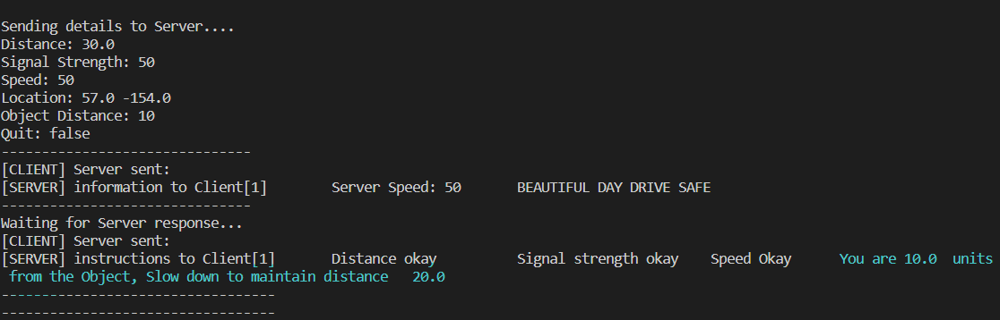 Sending details to Server....
Distance: 30.0
Signal Strength: 50
Speed: 50
Location: 57.0 -154.0
Object Distance: 10
Quit: false
-------------------------------
[CLIENT] Server sent:
[SERVER] information to Client[1]        Server Speed: 50       BEAUTIFUL DAY DRIVE SAFE
-------------------------------
Waiting for Server response...
[CLIENT] Server sent:
[SERVER] instructions to Client[1]       Distance okay          Signal strength okay    Speed Okay      You are 10.0  units
 from the Object, Slow down to maintain distance   20.0
----------------------------------
----------------------------------